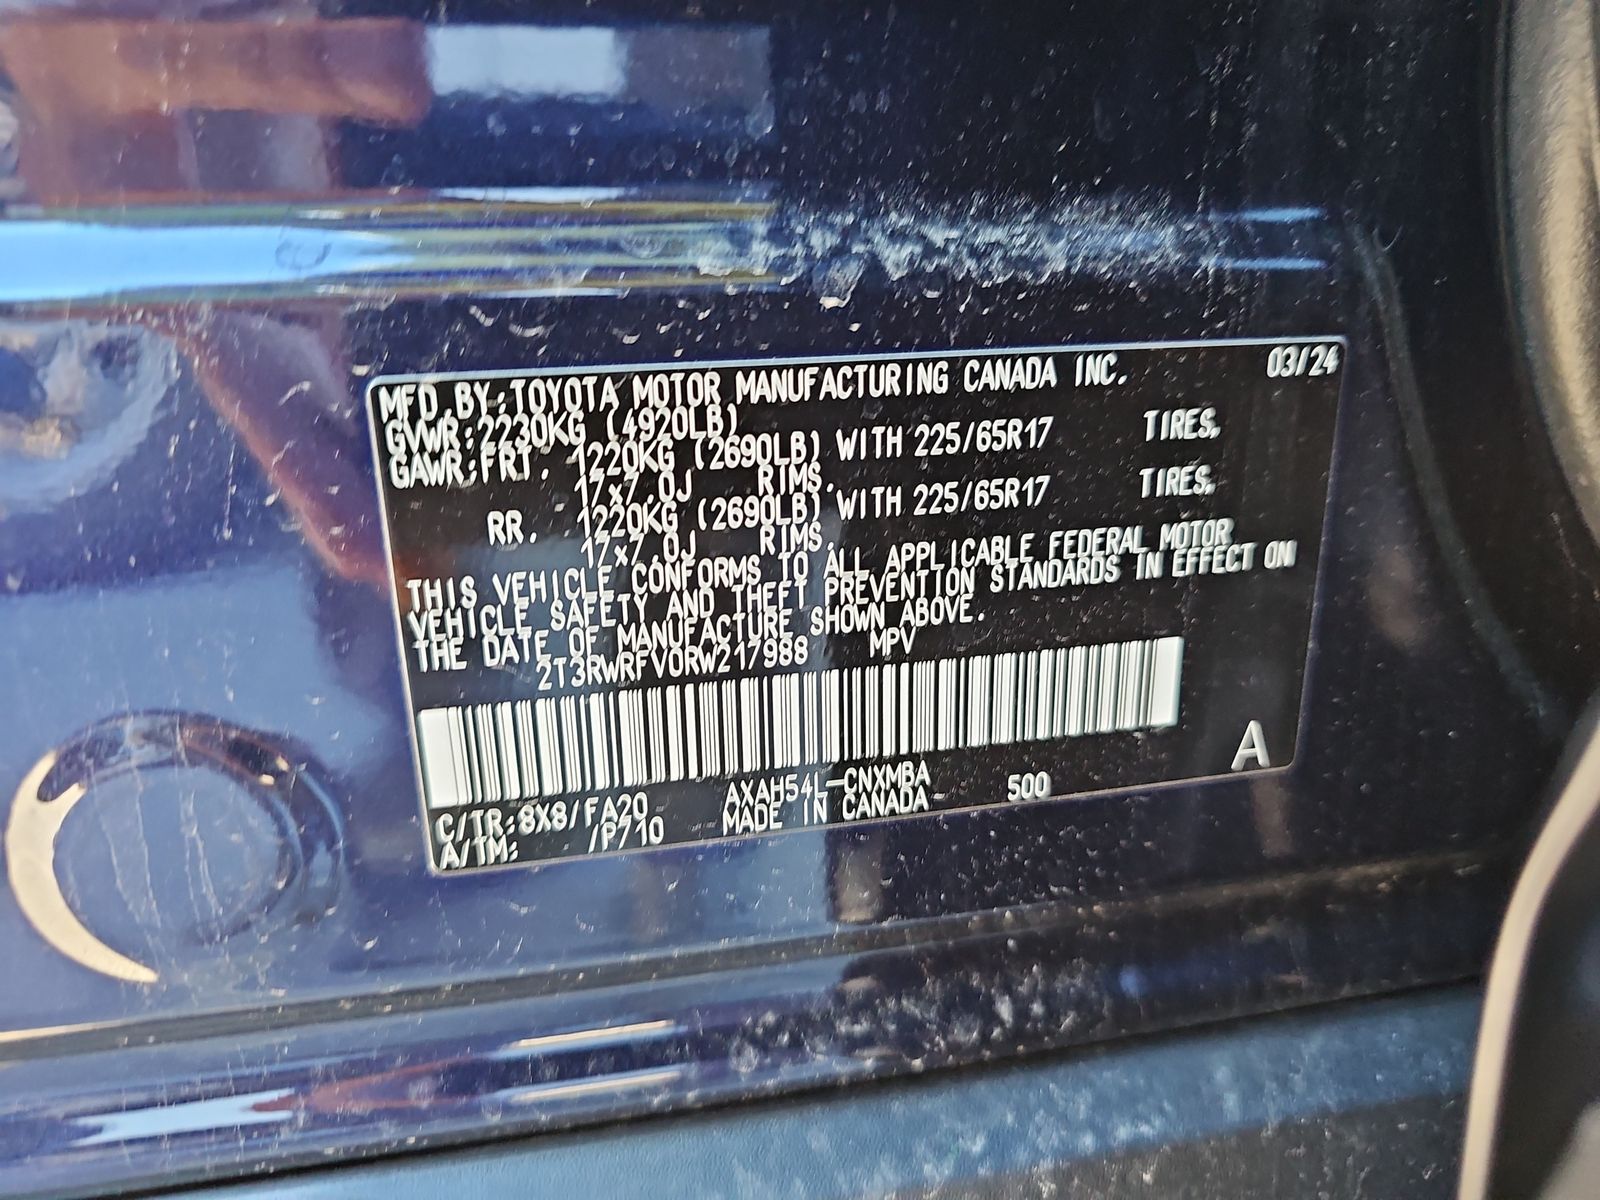 MFD.BY:TOYOTA MOTOR MANUFACTURING CANADA INC. 03/24
GVWR:2230KG (4920LB)
GAWR:FRT. 1220KG (2690LB) WITH 225/65R17 TIRES,
17x7.0J RIMS.
RR. 1220KG (2690LB) WITH 225/65R17 TIRES,
17x7.0J RIMS.
THIS VEHICLE CONFORMS TO ALL APPLICABLE FEDERAL MOTOR
VEHICLE SAFETY AND THEFT PREVENTION STANDARDS IN EFFECT ON
THE DATE OF MANUFACTURE SHOWN ABOVE.
2T3RWRFV0RW217988 MPV
A
C/TR:8X8/FA20 AXAH54L-CNXMBA 500
A/TM: /P710 MADE IN CANADA